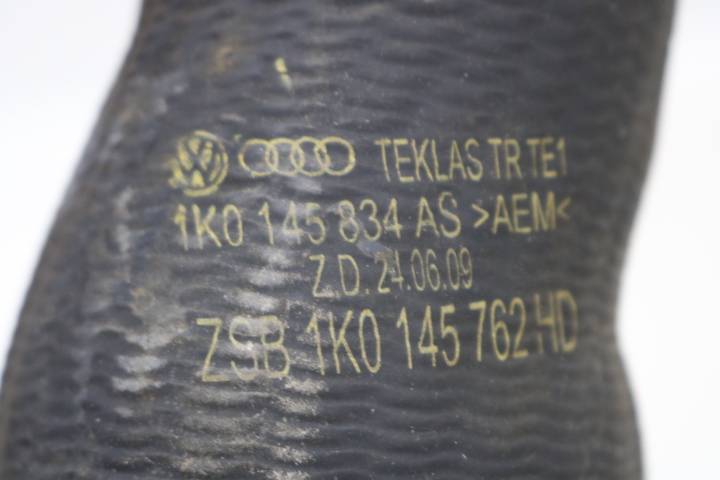 TEKLAS TR TE1
1K0 145 834 AS >AEM<
Z.D. 24.06.09
ZSB 1K0 145 762 HD